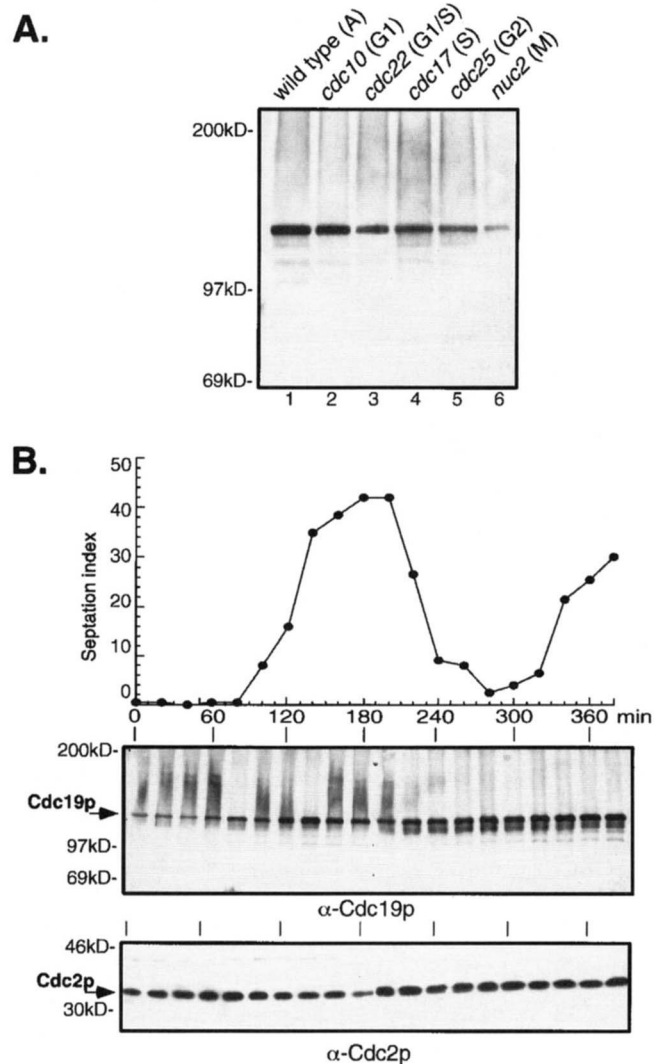 A.
wild type (A)
cdc10 (G1)
cdc22 (G1/S)
cdc17 (S)
cdc25 (G2)
nuc2 (M)
200kD-
97kD-
69kD-
1 2 3 4 5 6
B.
Septation index
50
40
30
20
10
0
0 60 120 180 240 300 360 min
200kD-
Cdc19p
97kD-
69kD-
α-Cdc19p
46kD-
Cdc2p
30kD-
α-Cdc2p